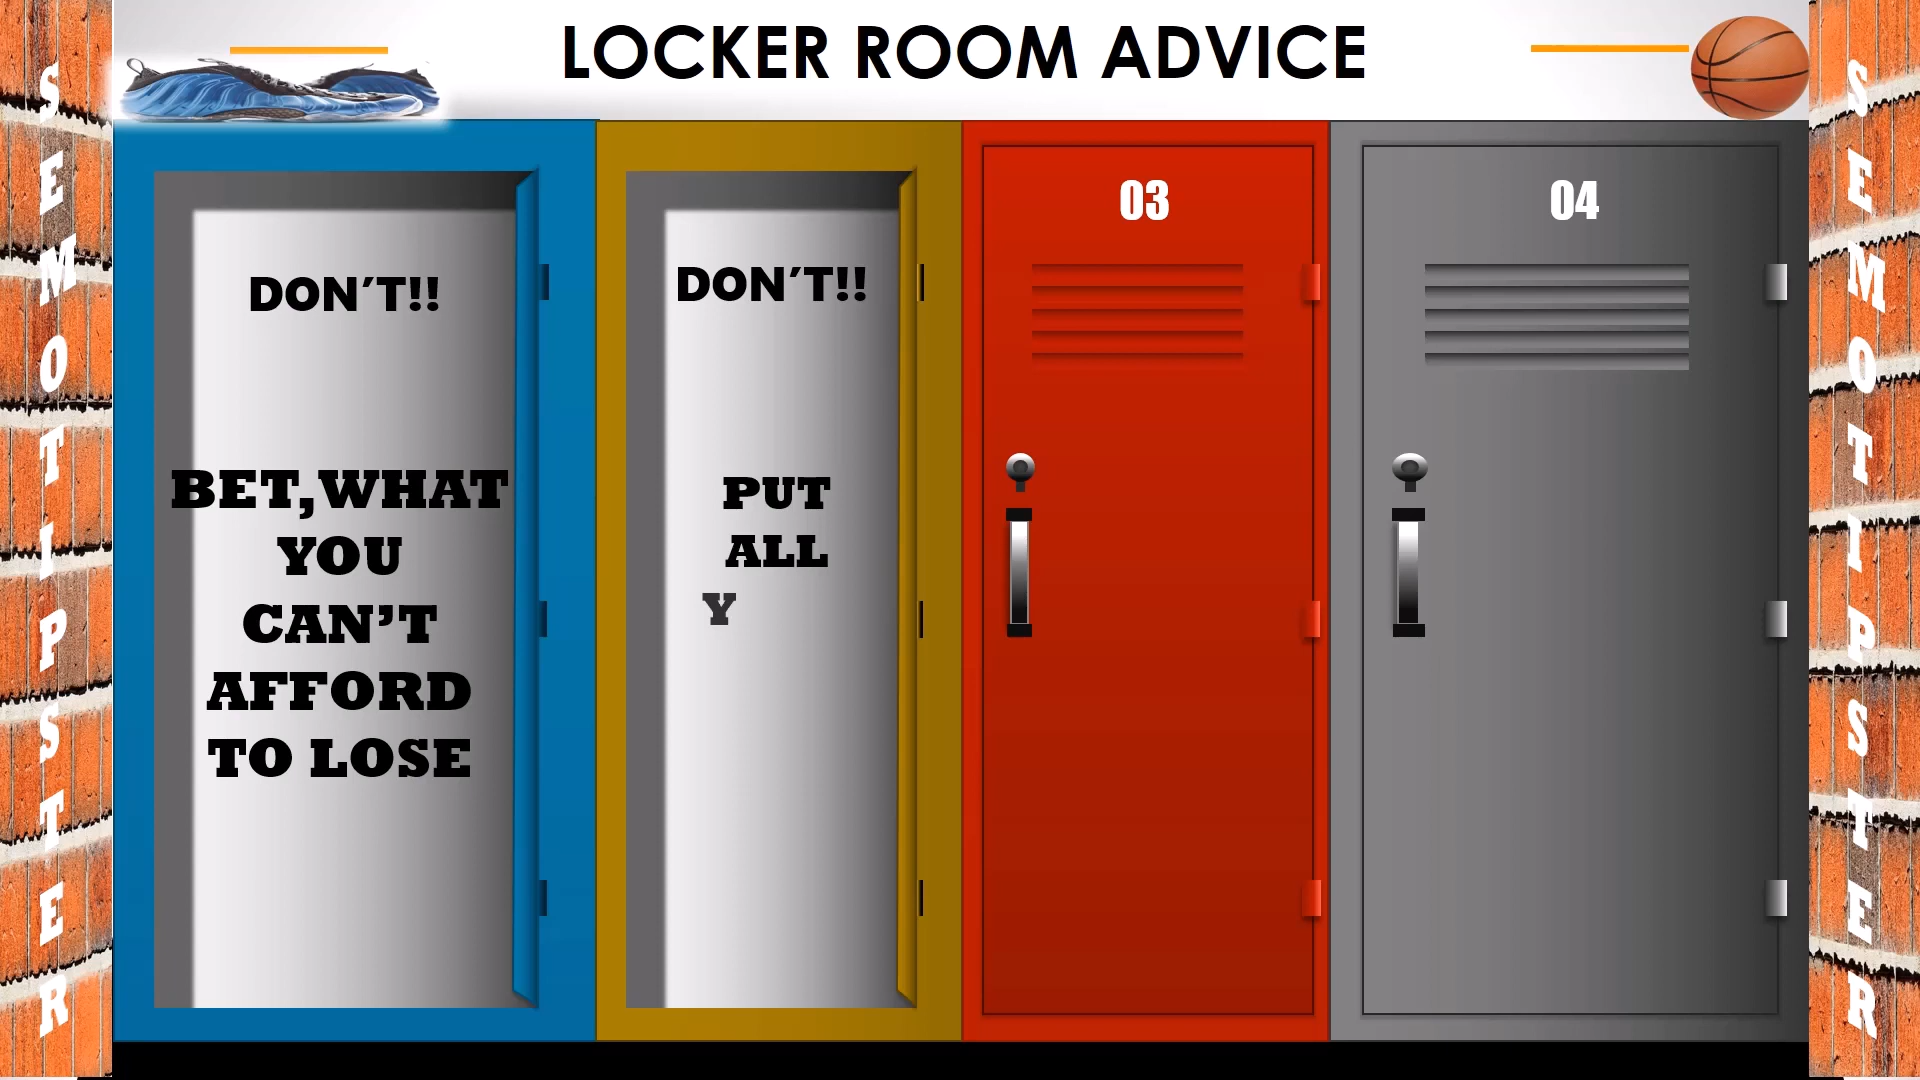 LOCKER ROOM ADVICE
SEMOTIPSTER
DON'T!!
BET,WHAT
YOU
CAN'T
AFFORD
TO LOSE
DON'T!!
PUT
ALL
Y
03
04
SEMOTIPSTER